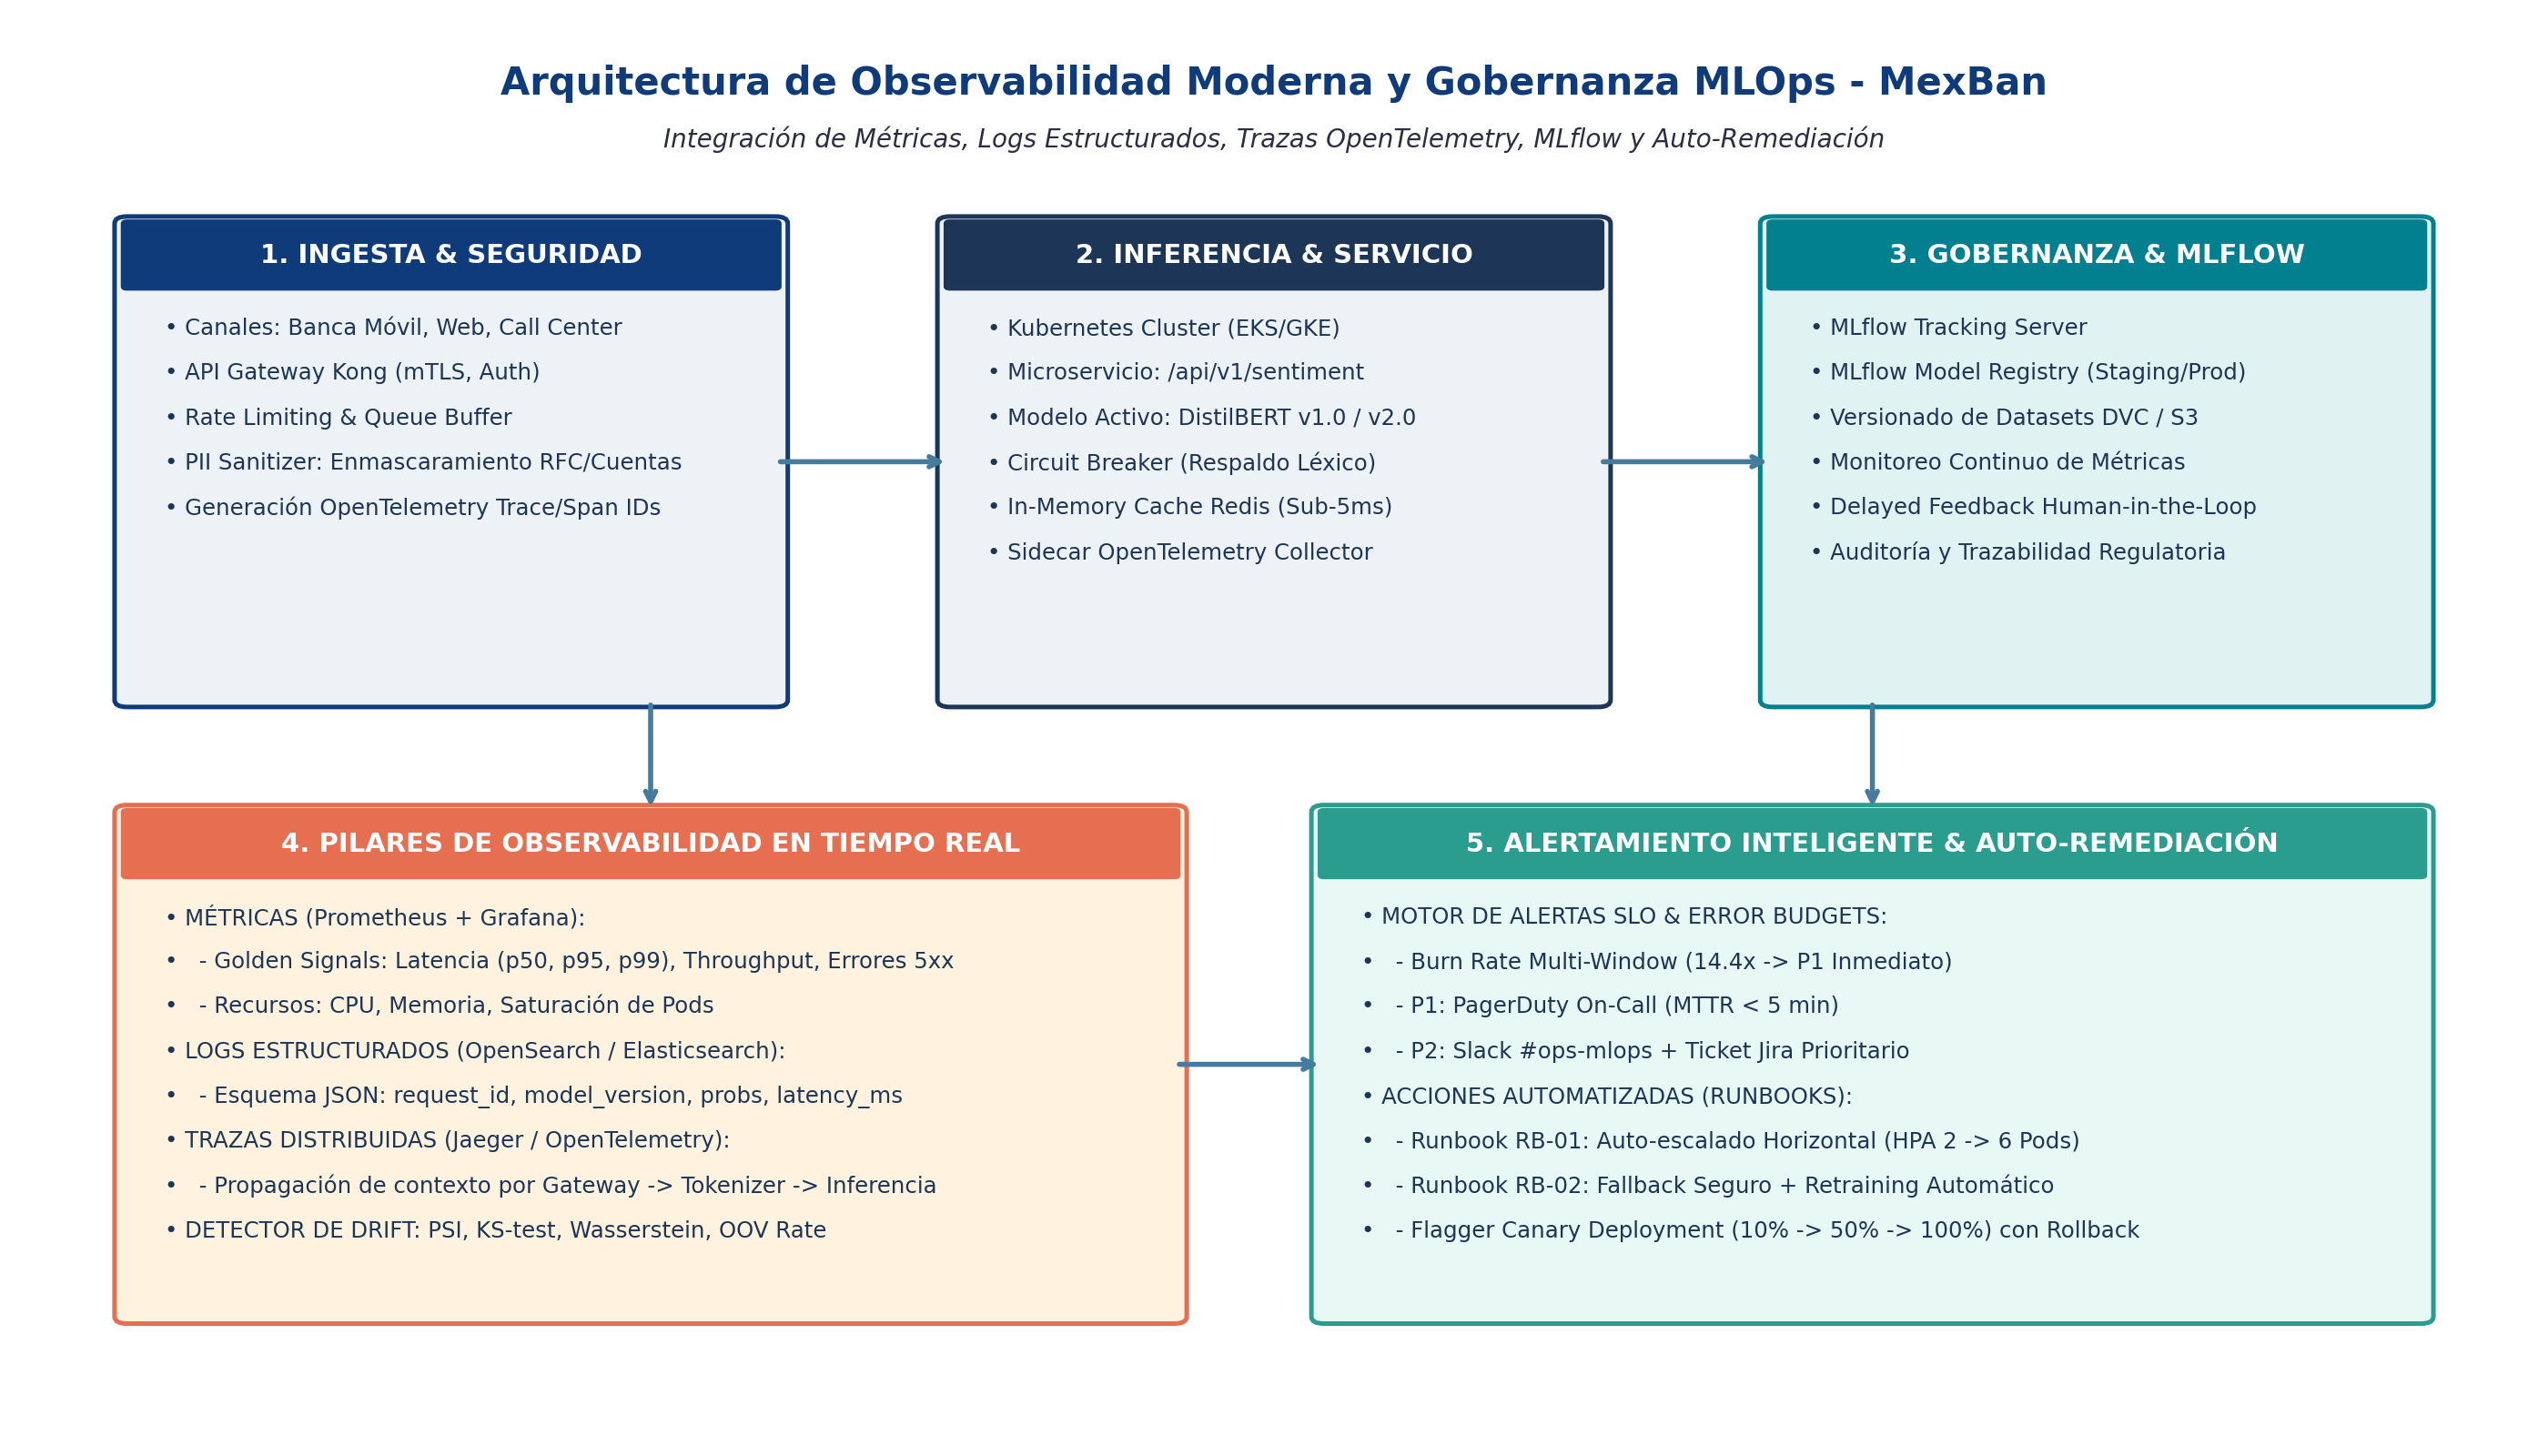 Arquitectura de Observabilidad Moderna y Gobernanza MLOps - MexBan
Integración de Métricas, Logs Estructurados, Trazas OpenTelemetry, MLflow y Auto-Remediación
1. INGESTA & SEGURIDAD
• Canales: Banca Móvil, Web, Call Center
• API Gateway Kong (mTLS, Auth)
• Rate Limiting & Queue Buffer
• PII Sanitizer: Enmascaramiento RFC/Cuentas
• Generación OpenTelemetry Trace/Span IDs
2. INFERENCIA & SERVICIO
• Kubernetes Cluster (EKS/GKE)
• Microservicio: /api/v1/sentiment
• Modelo Activo: DistilBERT v1.0 / v2.0
• Circuit Breaker (Respaldo Léxico)
• In-Memory Cache Redis (Sub-5ms)
• Sidecar OpenTelemetry Collector
3. GOBERNANZA & MLFLOW
• MLflow Tracking Server
• MLflow Model Registry (Staging/Prod)
• Versionado de Datasets DVC / S3
• Monitoreo Continuo de Métricas
• Delayed Feedback Human-in-the-Loop
• Auditoría y Trazabilidad Regulatoria
4. PILARES DE OBSERVABILIDAD EN TIEMPO REAL
• MÉTRICAS (Prometheus + Grafana):
• - Golden Signals: Latencia (p50, p95, p99), Throughput, Errores 5xx
• - Recursos: CPU, Memoria, Saturación de Pods
• LOGS ESTRUCTURADOS (OpenSearch / Elasticsearch):
• - Esquema JSON: request_id, model_version, probs, latency_ms
• TRAZAS DISTRIBUIDAS (Jaeger / OpenTelemetry):
• - Propagación de contexto por Gateway -> Tokenizer -> Inferencia
• DETECTOR DE DRIFT: PSI, KS-test, Wasserstein, OOV Rate
5. ALERTAMIENTO INTELIGENTE & AUTO-REMEDIACIÓN
• MOTOR DE ALERTAS SLO & ERROR BUDGETS:
• - Burn Rate Multi-Window (14.4x -> P1 Inmediato)
• - P1: PagerDuty On-Call (MTTR < 5 min)
• - P2: Slack #ops-mlops + Ticket Jira Prioritario
• ACCIONES AUTOMATIZADAS (RUNBOOKS):
• - Runbook RB-01: Auto-escalado Horizontal (HPA 2 -> 6 Pods)
• - Runbook RB-02: Fallback Seguro + Retraining Automático
• - Flagger Canary Deployment (10% -> 50% -> 100%) con Rollback